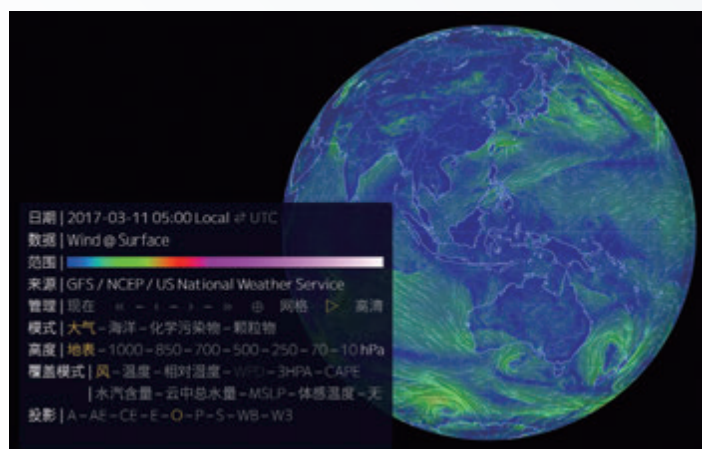 日期 | 2017-03-11 05:00 Local ⇄ UTC
数据 | Wind @ Surface
范围 |
来源 | GFS / NCEP / US National Weather Service
管理 | 现在 « – ‹ – › – » ⊕ 网格 ▷ 高清
模式 | 大气 – 海洋 – 化学污染物 – 颗粒物
高度 | 地表 – 1000 – 850 – 700 – 500 – 250 – 70 – 10 hPa
覆盖模式 | 风 – 温度 – 相对湿度 – WPD – 3HPA – CAPE
| 水汽含量 – 云中总水量 – MSLP – 体感温度 – 无
投影 | A – AE – CE – E – O – P – S – WB – W3